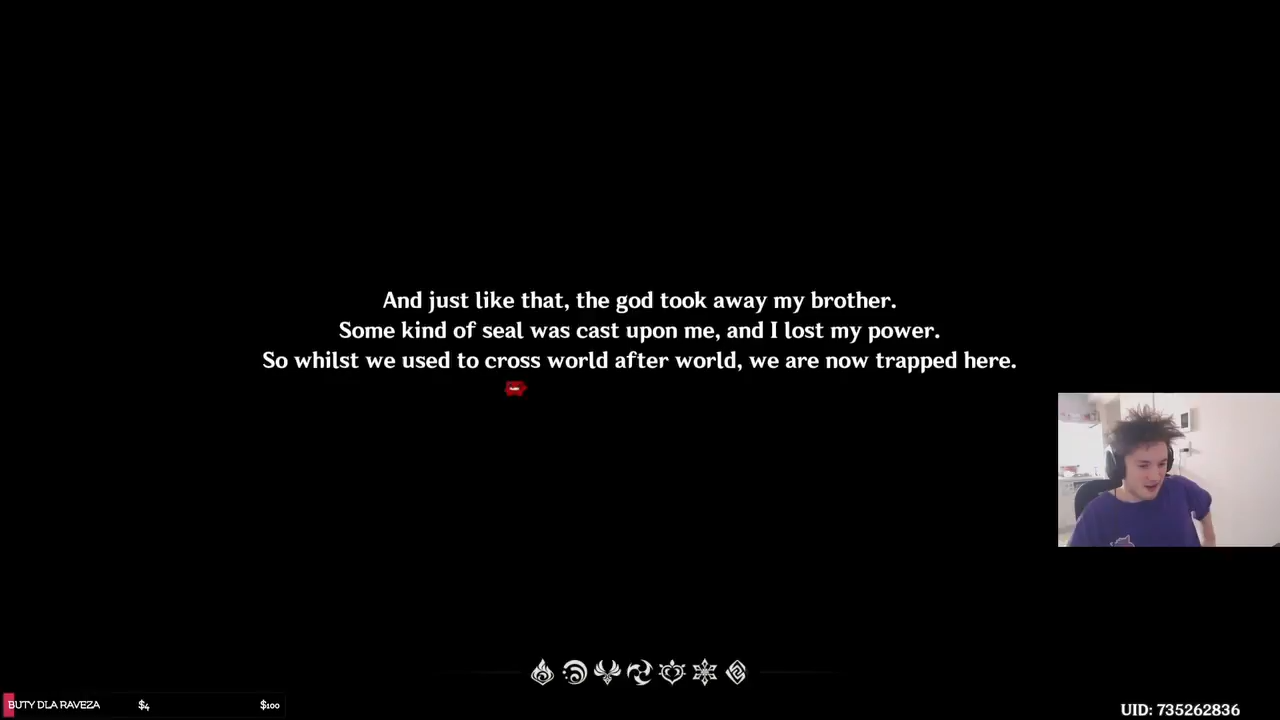 And just like that, the god took away my brother.
Some kind of seal was cast upon me, and I lost my power.
So whilst we used to cross world after world, we are now trapped here.
BUTY DLA RAVEZA $4 $100
UID: 735262836